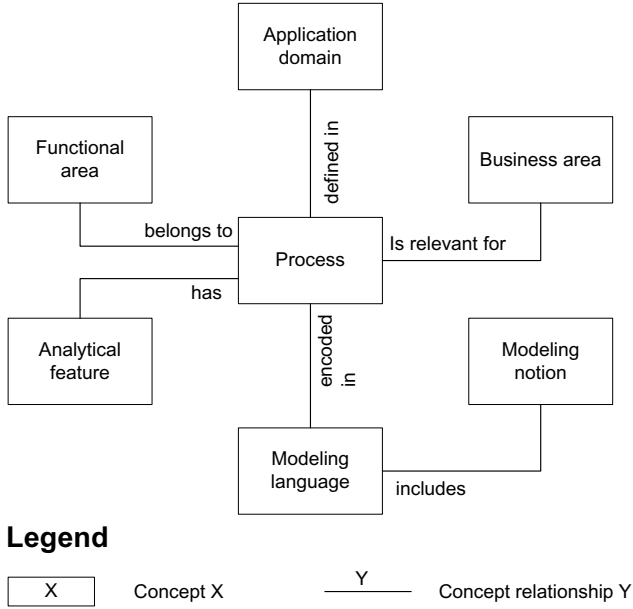 Application
domain
Functional
area
defined in
Business area
belongs to
Is relevant for
Process
has
Analytical
feature
encoded
in
Modeling
notion
Modeling
language
includes
Legend
X
Concept X
Y
Concept relationship Y